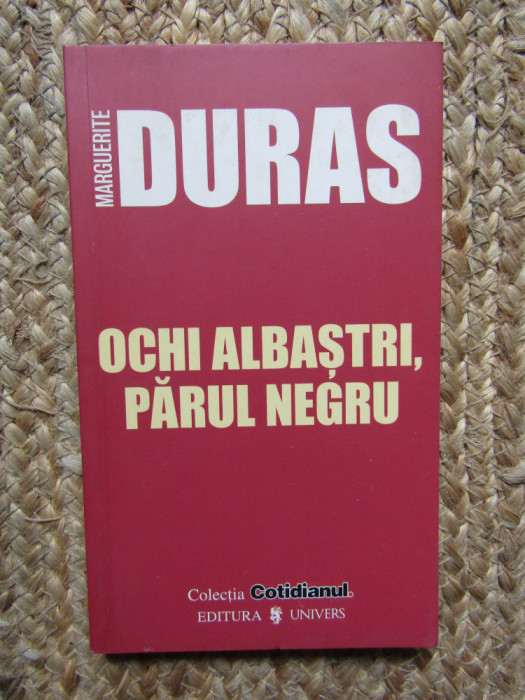 MARGUERITE
DURAS
OCHI ALBAȘTRI,
PĂRUL NEGRU
Colecția Cotidianul.
EDITURA UNIVERS